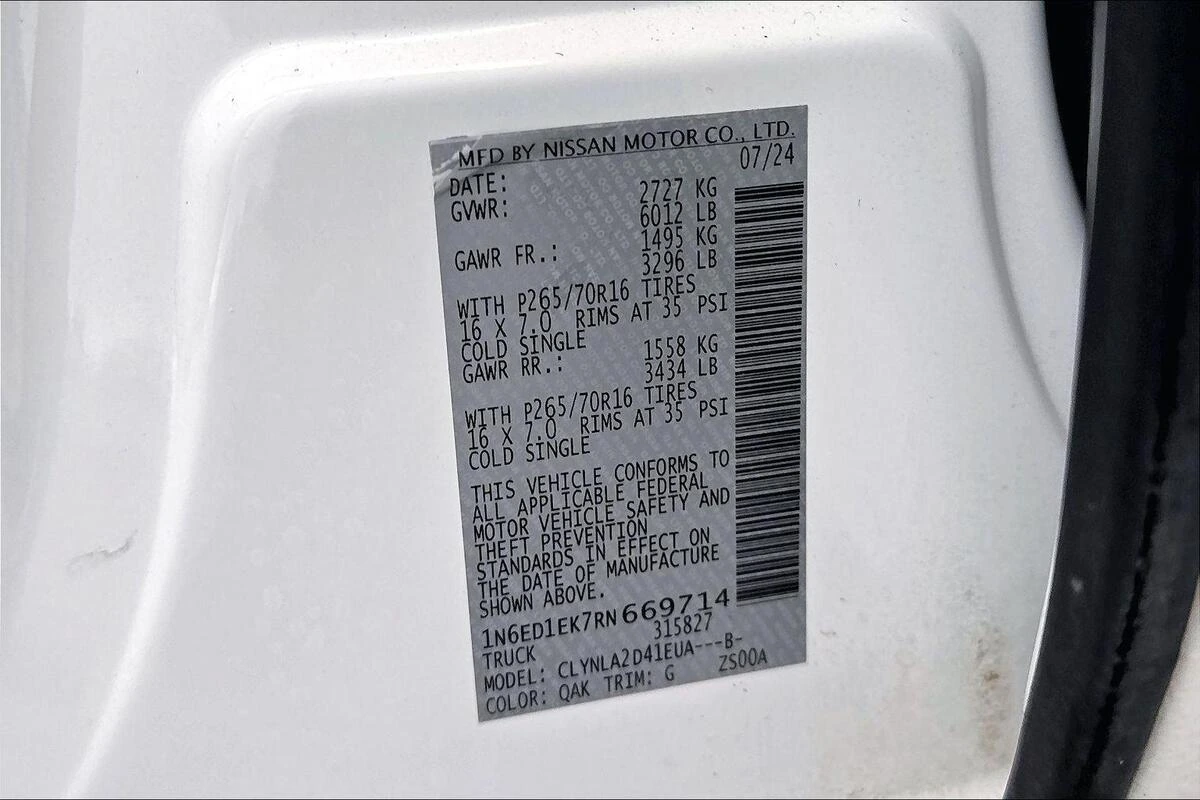 MFD BY NISSAN MOTOR CO., LTD.
DATE: 07/24
GVWR: 2727 KG
6012 LB
GAWR FR.: 1495 KG
3296 LB
WITH P265/70R16 TIRES
16 X 7.0 RIMS AT 35 PSI
COLD SINGLE
GAWR RR.: 1558 KG
3434 LB
WITH P265/70R16 TIRES
16 X 7.0 RIMS AT 35 PSI
COLD SINGLE
THIS VEHICLE CONFORMS TO
ALL APPLICABLE FEDERAL
MOTOR VEHICLE SAFETY AND
THEFT PREVENTION
STANDARDS IN EFFECT ON
THE DATE OF MANUFACTURE
SHOWN ABOVE.
1N6ED1EK7RN669714
TRUCK 315827
MODEL: CLYNLA2D41EUA---B-
COLOR: QAK TRIM: G ZS00A